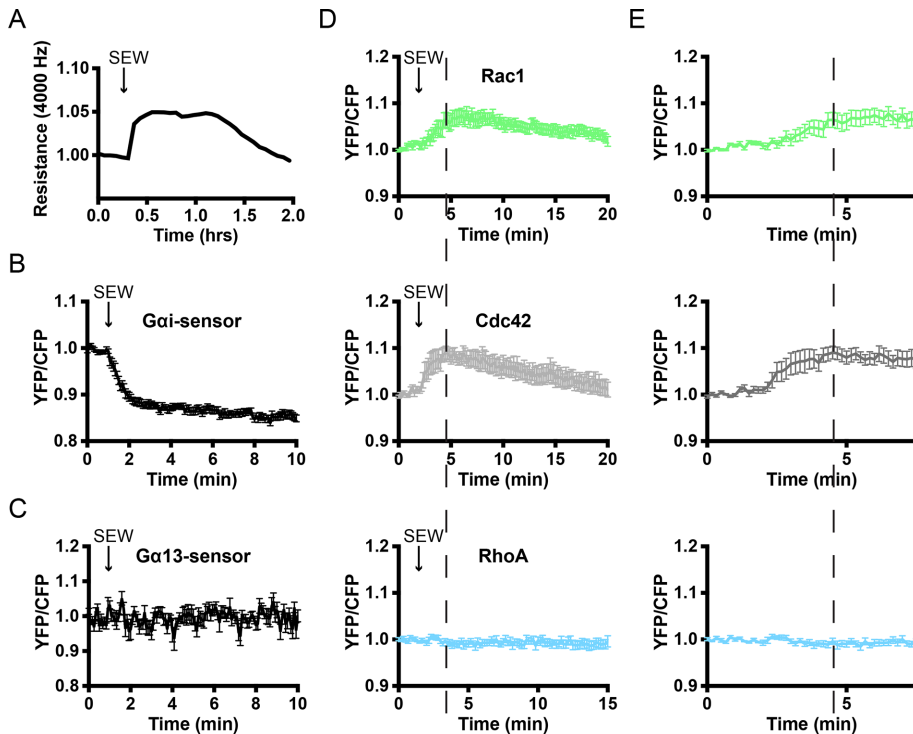 A
SEW
Resistance (4000 Hz)
1.10
1.05
1.00
0.0 0.5 1.0 1.5 2.0
Time (hrs)
B
SEW
Gαi-sensor
YFP/CFP
1.1
1.0
0.9
0.8
0 2 4 6 8 10
Time (min)
C
SEW
Gα13-sensor
YFP/CFP
1.2
1.1
1.0
0.9
0.8
0 2 4 6 8 10
Time (min)
D
SEW
Rac1
YFP/CFP
1.2
1.1
1.0
0.9
0 5 10 15 20
Time (min)
SEW
Cdc42
YFP/CFP
1.2
1.1
1.0
0.9
0 5 10 15 20
Time (min)
SEW
RhoA
YFP/CFP
1.2
1.1
1.0
0.9
0 5 10 15
Time (min)
E
YFP/CFP
1.2
1.1
1.0
0.9
0 5
Time (min)
YFP/CFP
1.2
1.1
1.0
0.9
0 5
Time (min)
YFP/CFP
1.2
1.1
1.0
0.9
0 5
Time (min)